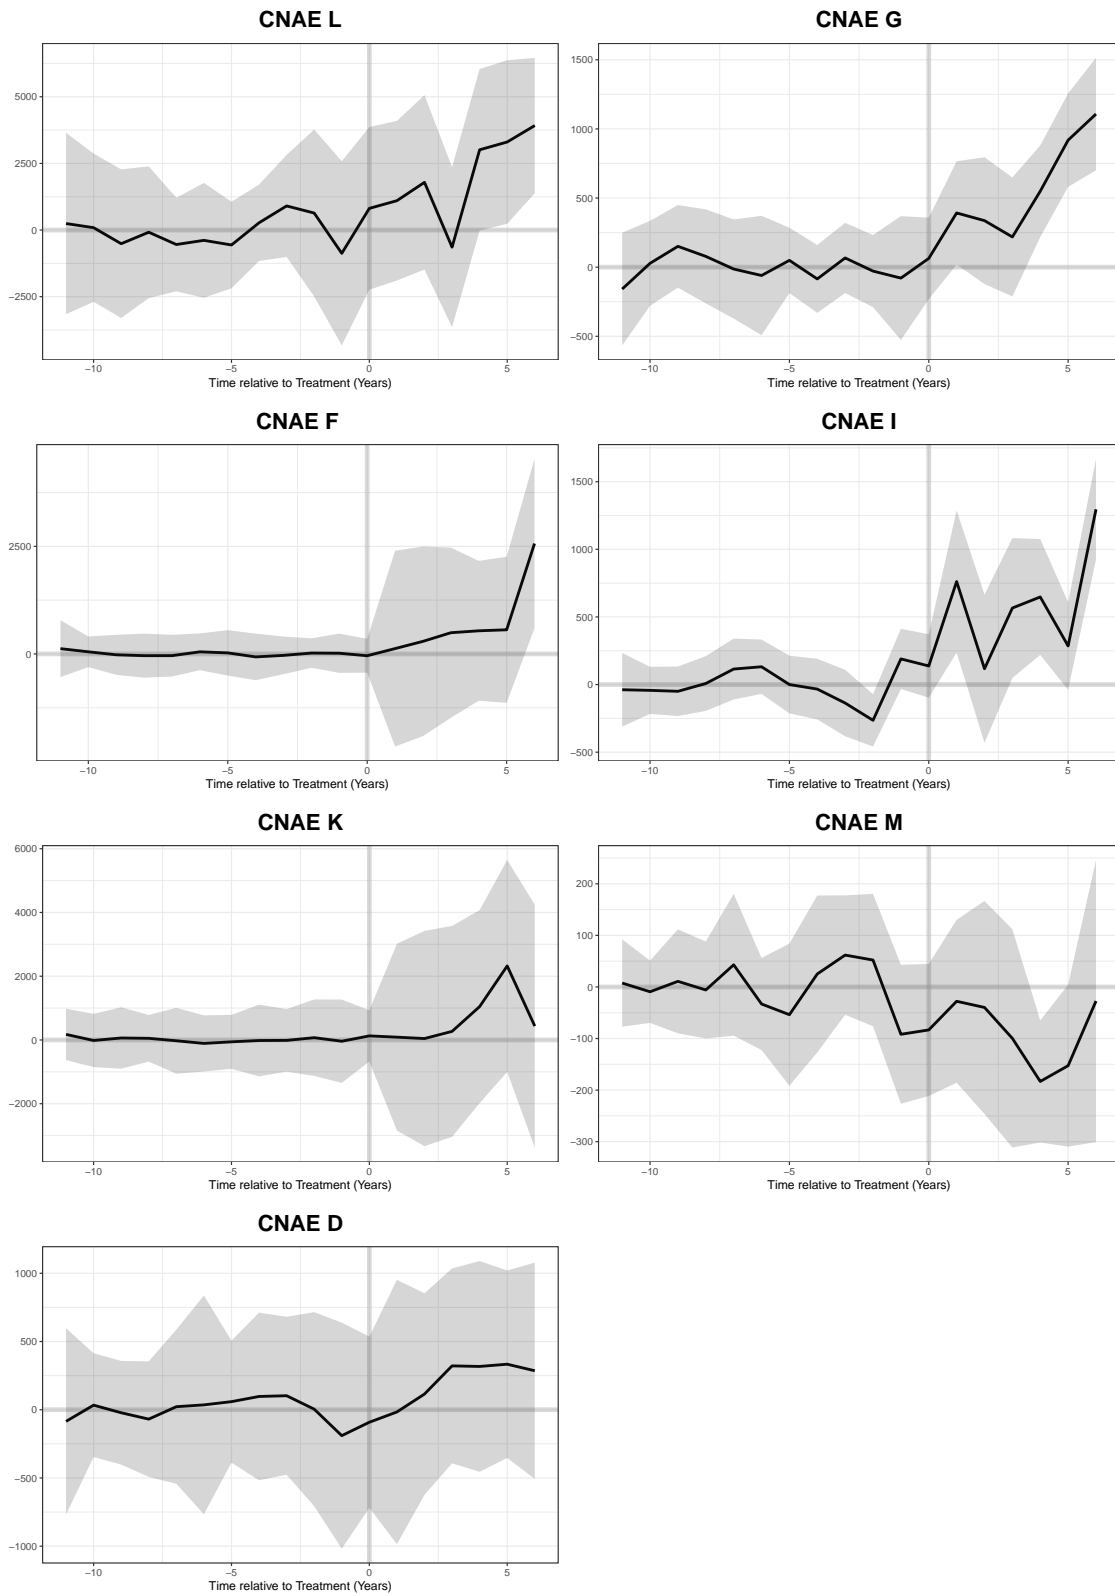 CNAE L
5000
2500
0
−2500
−10 −5 0 5
Time relative to Treatment (Years)
CNAE G
1500
1000
500
0
−500
−10 −5 0 5
Time relative to Treatment (Years)
CNAE F
2500
0
−10 −5 0 5
Time relative to Treatment (Years)
CNAE I
1500
1000
500
0
−500
−10 −5 0 5
Time relative to Treatment (Years)
CNAE K
6000
4000
2000
0
−2000
−10 −5 0 5
Time relative to Treatment (Years)
CNAE M
200
100
0
−100
−200
−300
−10 −5 0 5
Time relative to Treatment (Years)
CNAE D
1000
500
0
−500
−1000
−10 −5 0 5
Time relative to Treatment (Years)